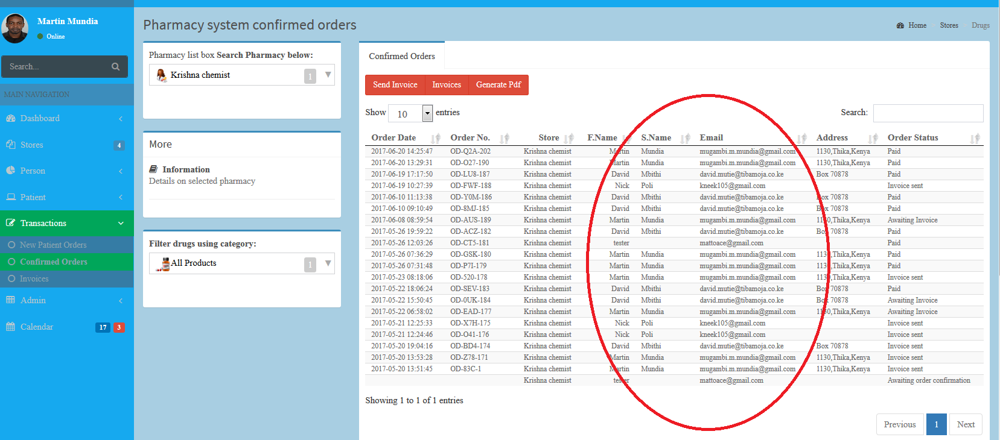 Martin Mundia
Online
Search...
MAIN NAVIGATION
Dashboard
Stores 4
Person
Patient
Transactions
New Patient Orders
Confirmed Orders
Invoices
Admin
Calendar 17 3
Pharmacy system confirmed orders
Home Stores Drugs
Pharmacy list box Search Pharmacy below:
Krishna chemist 1
More
Information
Details on selected pharmacy
Filter drugs using category:
All Products 1
Confirmed Orders
Send Invoice Invoices Generate Pdf
Show 10 entries Search:
Order Date Order No. Store F.Name S.Name Email Address Order Status
2017-06-20 14:25:47 OD-Q2A-202 Krishna chemist Martin Mundia mugambi.m.mundia@gmail.com 1130,Thika,Kenya Paid
2017-06-20 13:29:31 OD-O27-190 Krishna chemist Martin Mundia mugambi.m.mundia@gmail.com 1130,Thika,Kenya Paid
2017-06-19 17:17:50 OD-LU8-187 Krishna chemist David Mbithi david.mutie@tibamoja.co.ke Box 70878 Paid
2017-06-19 10:27:39 OD-FWF-188 Krishna chemist Nick Poli kneek105@gmail.com Invoice sent
2017-06-10 11:13:38 OD-Y0M-186 Krishna chemist David Mbithi david.mutie@tibamoja.co.ke Box 70878 Paid
2017-06-10 09:10:49 OD-8MJ-185 Krishna chemist David Mbithi david.mutie@tibamoja.co.ke Box 70878 Paid
2017-06-08 08:59:54 OD-AUS-189 Krishna chemist Martin Mundia mugambi.m.mundia@gmail.com 1130,Thika,Kenya Awaiting Invoice
2017-05-26 19:59:22 OD-ACZ-182 Krishna chemist David Mbithi david.mutie@tibamoja.co.ke Box 70878 Paid
2017-05-26 12:03:26 OD-CT5-181 Krishna chemist tester mattoace@gmail.com Paid
2017-05-26 07:36:29 OD-GSK-180 Krishna chemist Martin Mundia mugambi.m.mundia@gmail.com 1130,Thika,Kenya Paid
2017-05-26 07:31:48 OD-P7I-179 Krishna chemist Martin Mundia mugambi.m.mundia@gmail.com 1130,Thika,Kenya Paid
2017-05-23 08:18:06 OD-520-178 Krishna chemist Martin Mundia mugambi.m.mundia@gmail.com 1130,Thika,Kenya Invoice sent
2017-05-22 18:06:24 OD-SEV-183 Krishna chemist David Mbithi david.mutie@tibamoja.co.ke Box 70878 Paid
2017-05-22 15:50:45 OD-0UK-184 Krishna chemist David Mbithi david.mutie@tibamoja.co.ke Box 70878 Awaiting Invoice
2017-05-22 06:58:02 OD-EAD-177 Krishna chemist Martin Mundia mugambi.m.mundia@gmail.com 1130,Thika,Kenya Awaiting Invoice
2017-05-21 12:25:33 OD-X7H-175 Krishna chemist Nick Poli kneek105@gmail.com Invoice sent
2017-05-21 12:24:46 OD-O41-176 Krishna chemist Nick Poli kneek105@gmail.com Invoice sent
2017-05-20 19:04:16 OD-BD4-174 Krishna chemist David Mbithi david.mutie@tibamoja.co.ke Box 70878 Invoice sent
2017-05-20 13:53:28 OD-Z78-171 Krishna chemist Martin Mundia mugambi.m.mundia@gmail.com 1130,Thika,Kenya Invoice sent
2017-05-20 13:51:45 OD-83C-1 Krishna chemist Martin Mundia mugambi.m.mundia@gmail.com 1130,Thika,Kenya Invoice sent
Krishna chemist tester mattoace@gmail.com Awaiting order confirmation
Showing 1 to 1 of 1 entries
Previous 1 Next